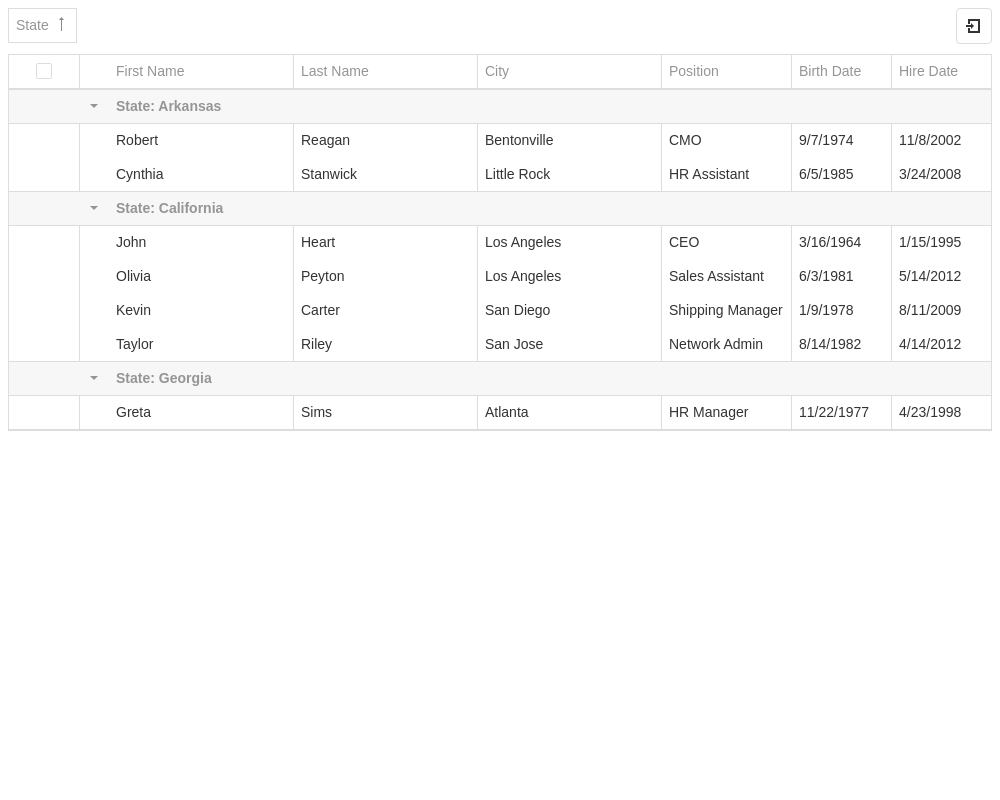 State
First Name Last Name City Position Birth Date Hire Date
State: Arkansas
Robert Reagan Bentonville CMO 9/7/1974 11/8/2002
Cynthia Stanwick Little Rock HR Assistant 6/5/1985 3/24/2008
State: California
John Heart Los Angeles CEO 3/16/1964 1/15/1995
Olivia Peyton Los Angeles Sales Assistant 6/3/1981 5/14/2012
Kevin Carter San Diego Shipping Manager 1/9/1978 8/11/2009
Taylor Riley San Jose Network Admin 8/14/1982 4/14/2012
State: Georgia
Greta Sims Atlanta HR Manager 11/22/1977 4/23/1998